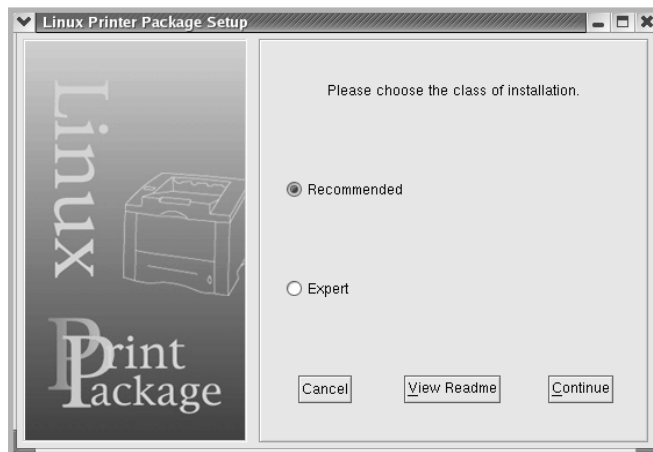 Linux Printer Package Setup
Linux
Print
Package
Please choose the class of installation.
Recommended
Expert
Cancel
View Readme
Continue